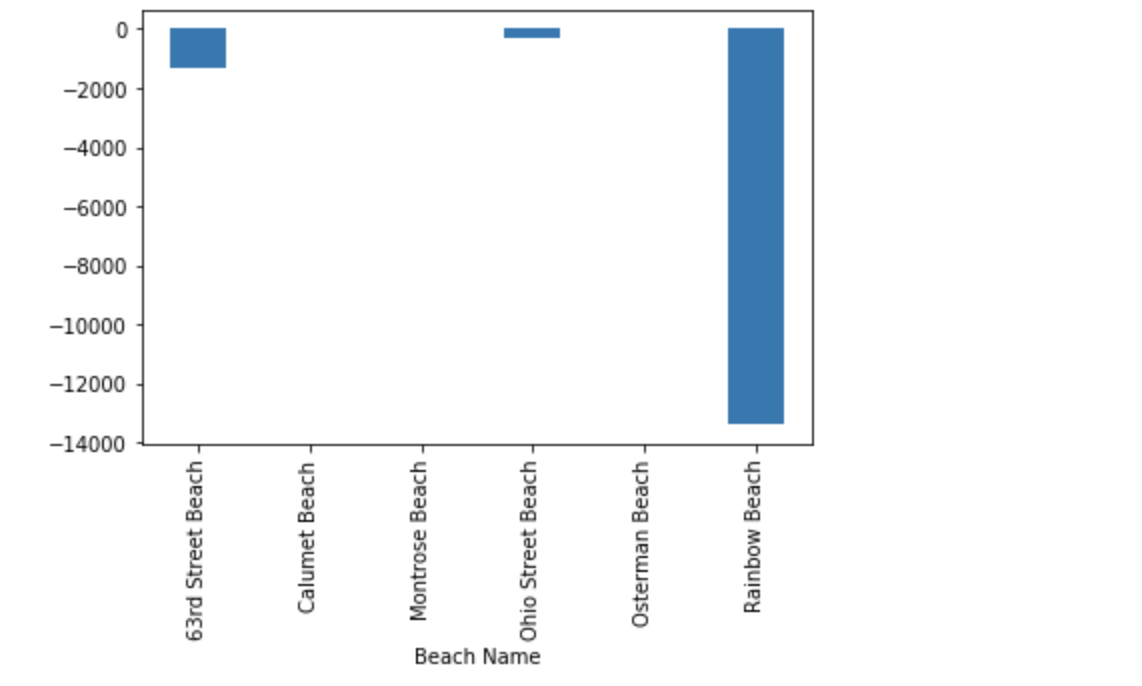 0
−2000
−4000
−6000
−8000
−10000
−12000
−14000
63rd Street Beach
Calumet Beach
Montrose Beach
Ohio Street Beach
Osterman Beach
Rainbow Beach
Beach Name